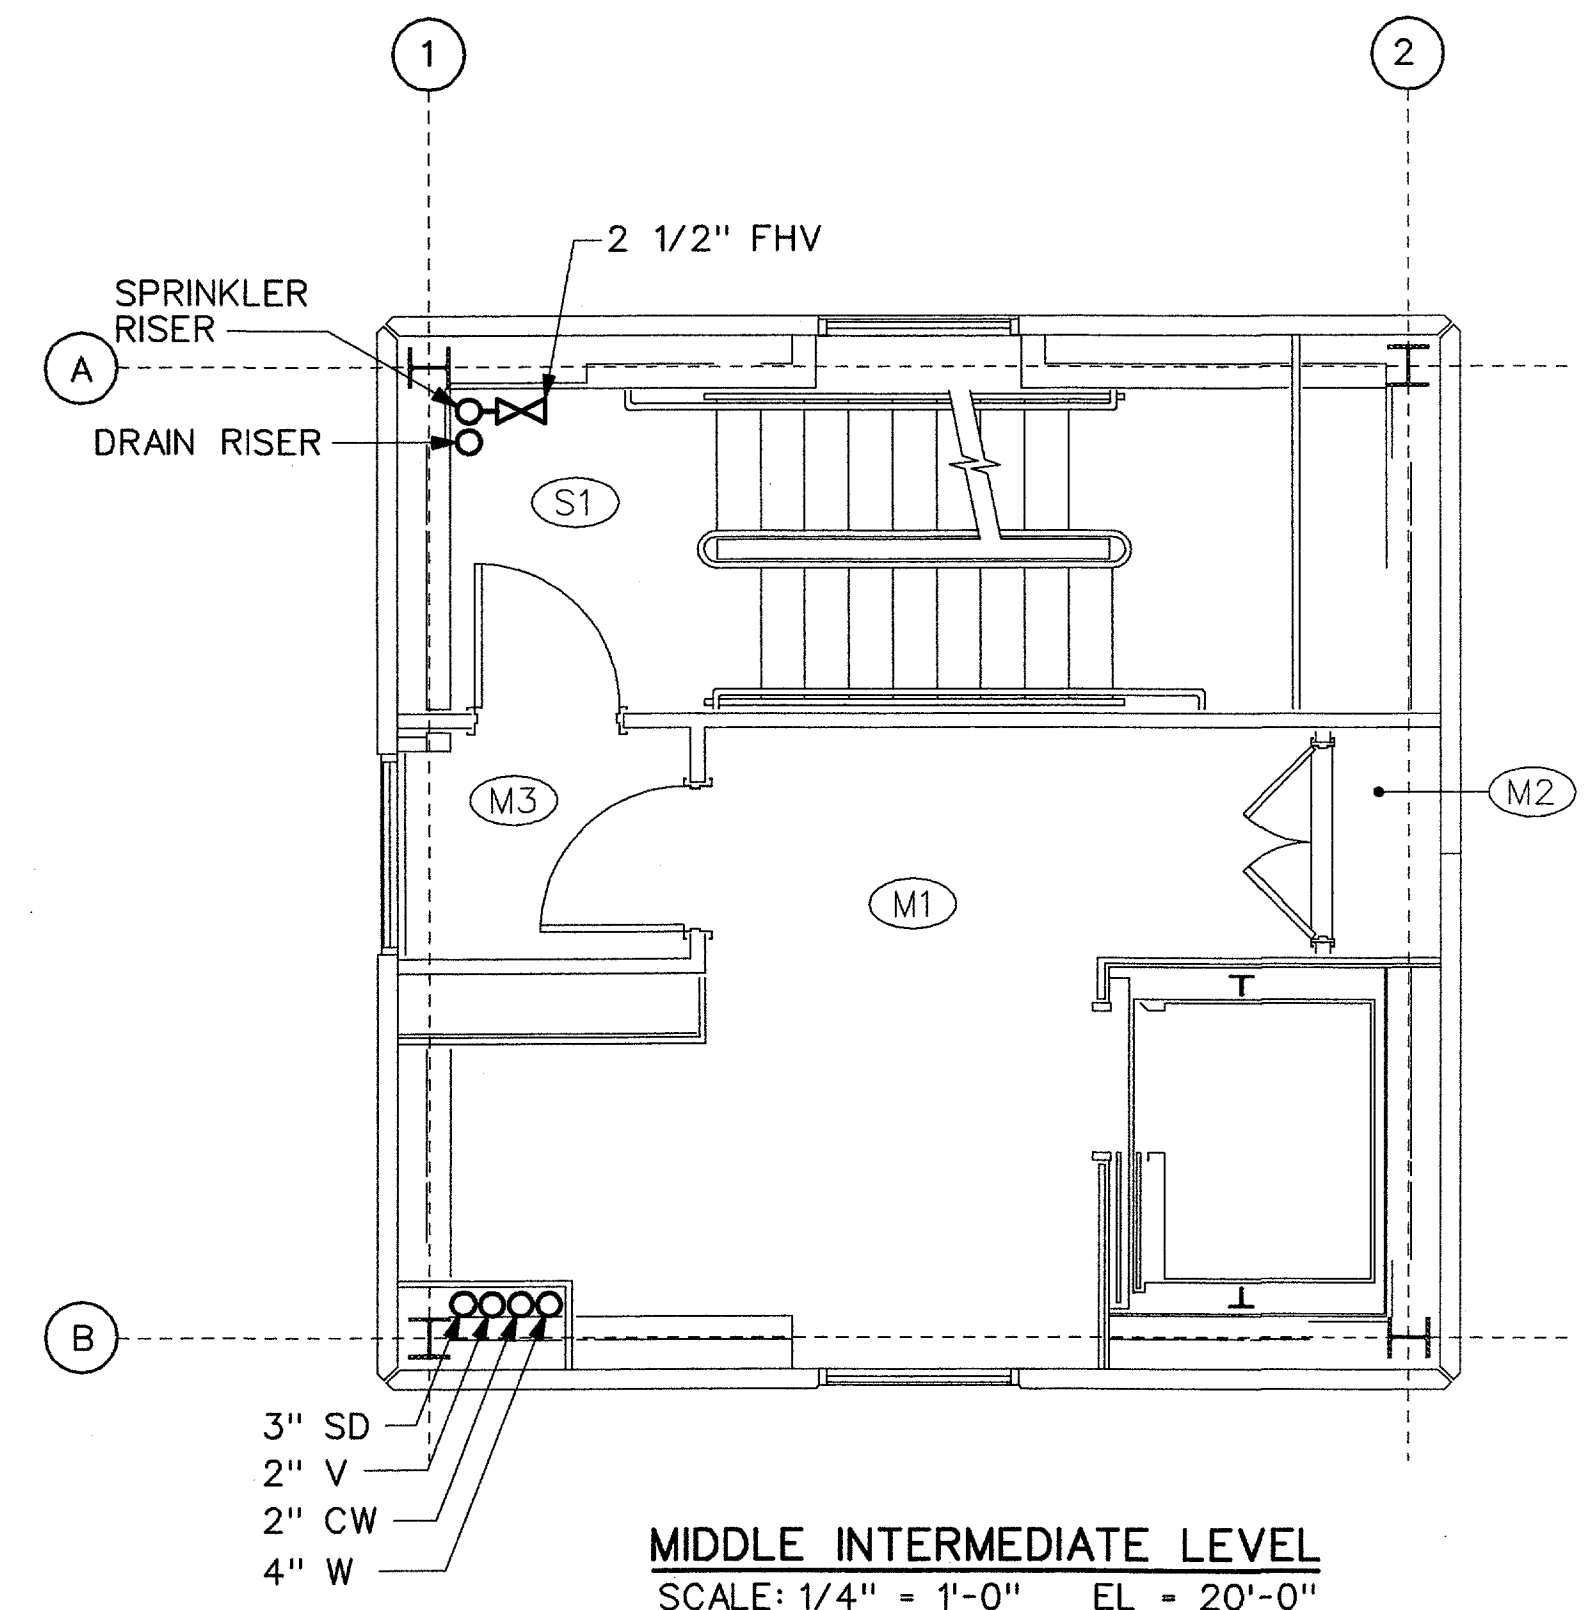 1
2
2 1/2" FHV
SPRINKLER
RISER
A
DRAIN RISER
S1
M3
M2
M1
B
3" SD
2" V
2" CW
4" W
MIDDLE INTERMEDIATE LEVEL
SCALE: 1/4" = 1'-0" EL = 20'-0"